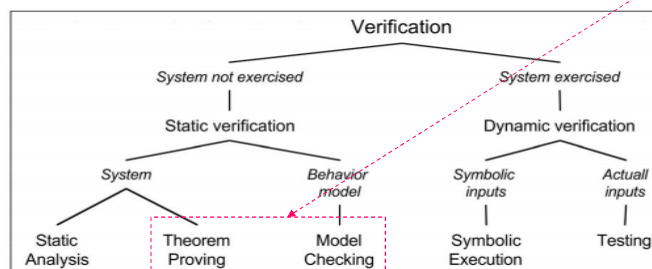 Verification
System not exercised System exercised
Static verification Dynamic verification
System Behavior model Symbolic inputs Actuall inputs
Static Analysis Theorem Proving Model Checking Symbolic Execution Testing